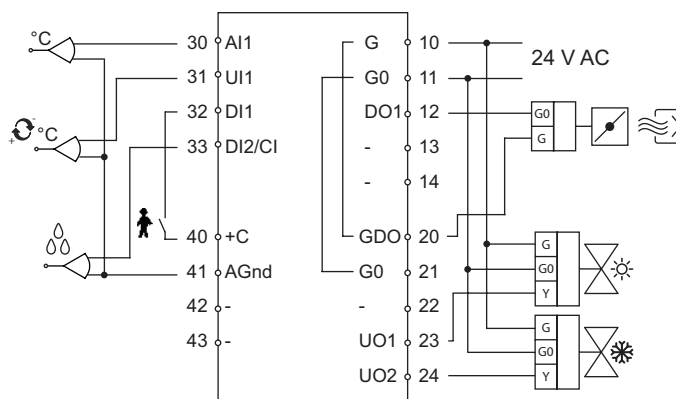 °C 30 AI1 G 10
31 UI1 G0 11 24 V AC
- + °C 32 DI1 DO1 12 G0
33 DI2/CI - 13 G
- 14
40 +C GDO 20 G
41 AGnd G0 21 G0
42 - - 22 Y
43 - UO1 23 G
UO2 24 G0
Y